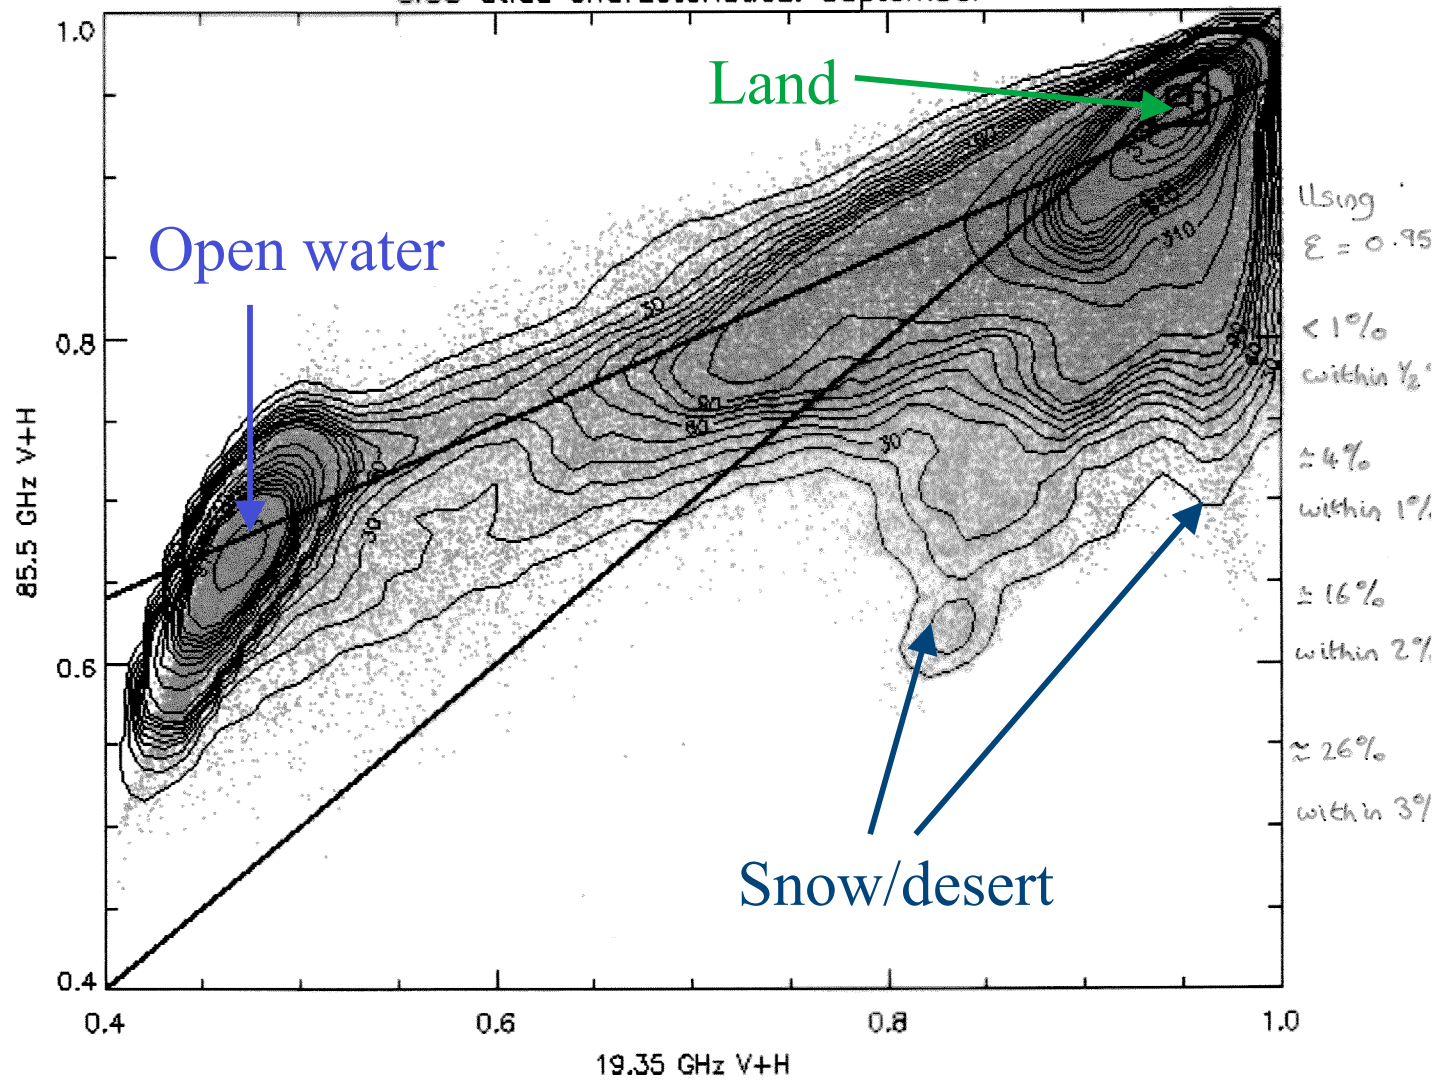 1.0
Land
Using
Open water
ε = 0.95
0.8
< 1%
within ½°
≃ 4%
within 1%
≃ 16%
0.6
within 2%
≃ 26%
within 3%
Snow/desert
0.4
0.4
0.6
0.8
1.0
19.35 GHz V+H
85.5 GHz V+H
30
30
30
80
80
310